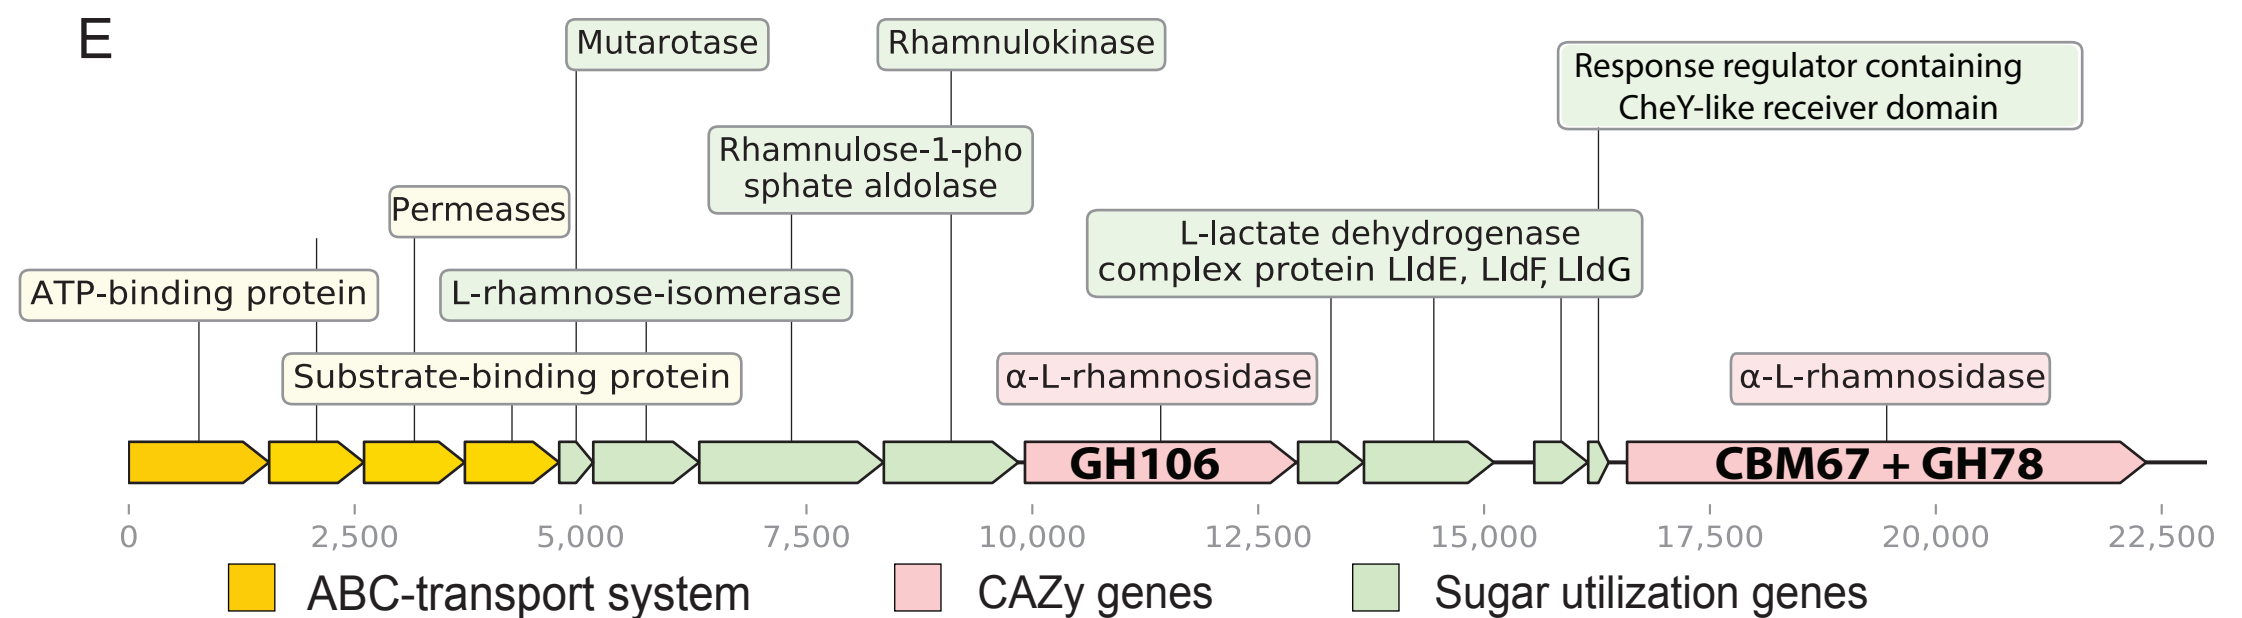 E
Mutarotase
Rhamnulokinase
Response regulator containing
CheY-like receiver domain
Rhamnulose-1-pho
sphate aldolase
Permeases
L-lactate dehydrogenase
complex protein LldE, LldF, LldG
ATP-binding protein
L-rhamnose-isomerase
Substrate-binding protein
α-L-rhamnosidase
α-L-rhamnosidase
GH106
CBM67 + GH78
0 2,500 5,000 7,500 10,000 12,500 15,000 17,500 20,000 22,500
ABC-transport system
CAZy genes
Sugar utilization genes